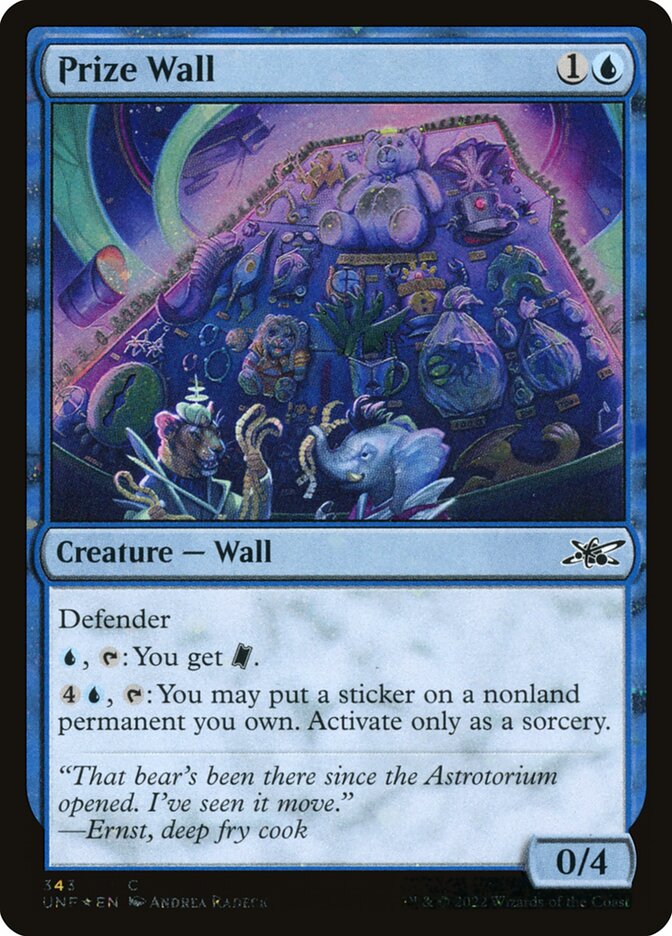 Prize Wall 1
Creature — Wall
Defender
, : You get .
4 , : You may put a sticker on a nonland
permanent you own. Activate only as a sorcery.
“That bear’s been there since the Astrotorium
opened. I’ve seen it move.”
—Ernst, deep fry cook
0/4
343 C
UNF★EN Andrea Radeck
& © 2022 Wizards of the Coast